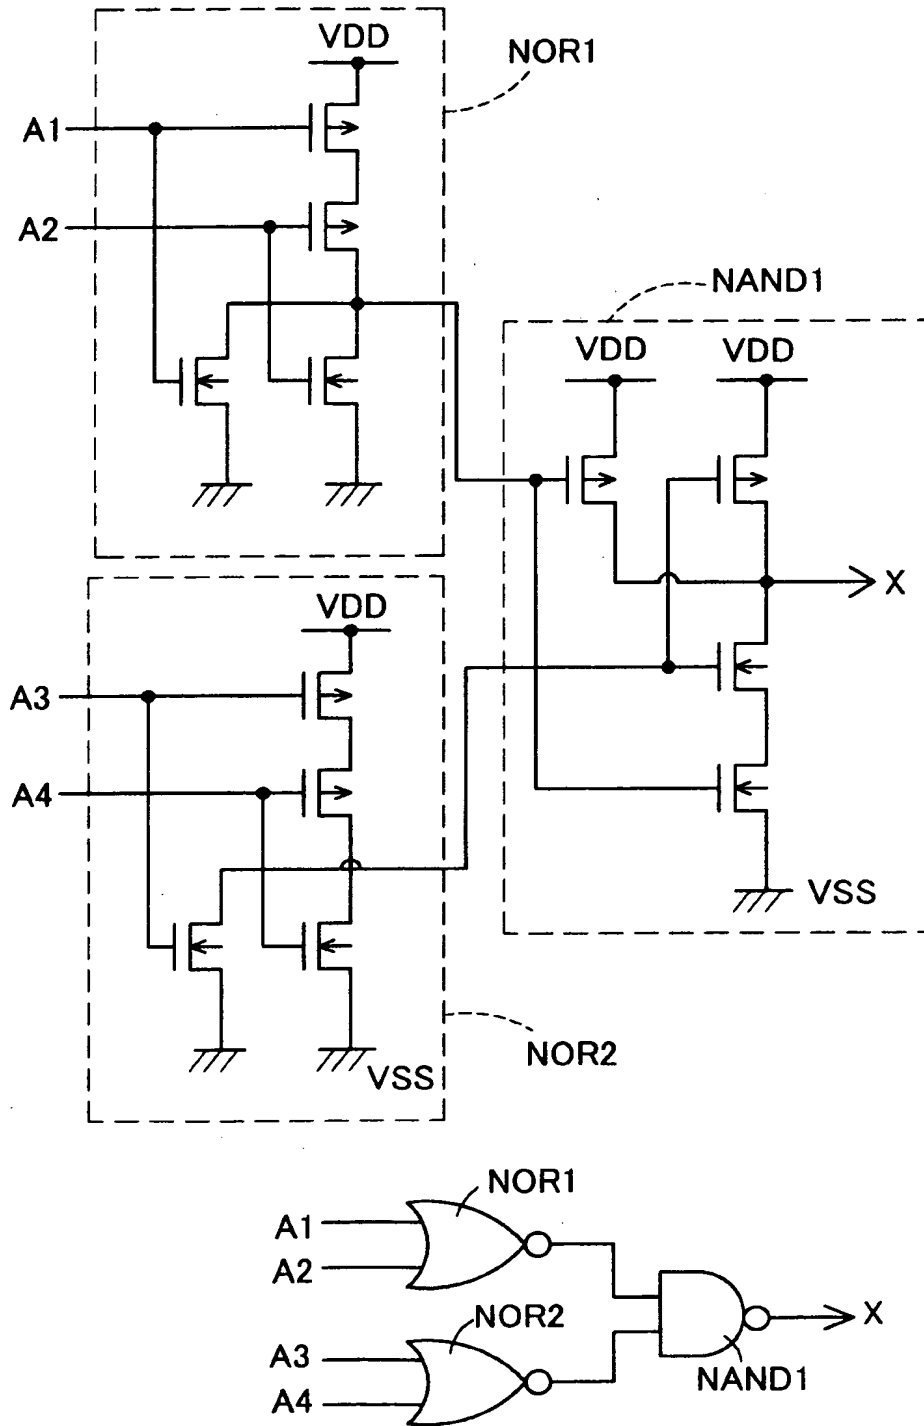 VDD
NOR1
A1
A2
NAND1
VDD
VDD
X
VDD
A3
A4
VSS
NOR2
VSS
NOR1
A1
A2
X
NOR2
A3
NAND1
A4